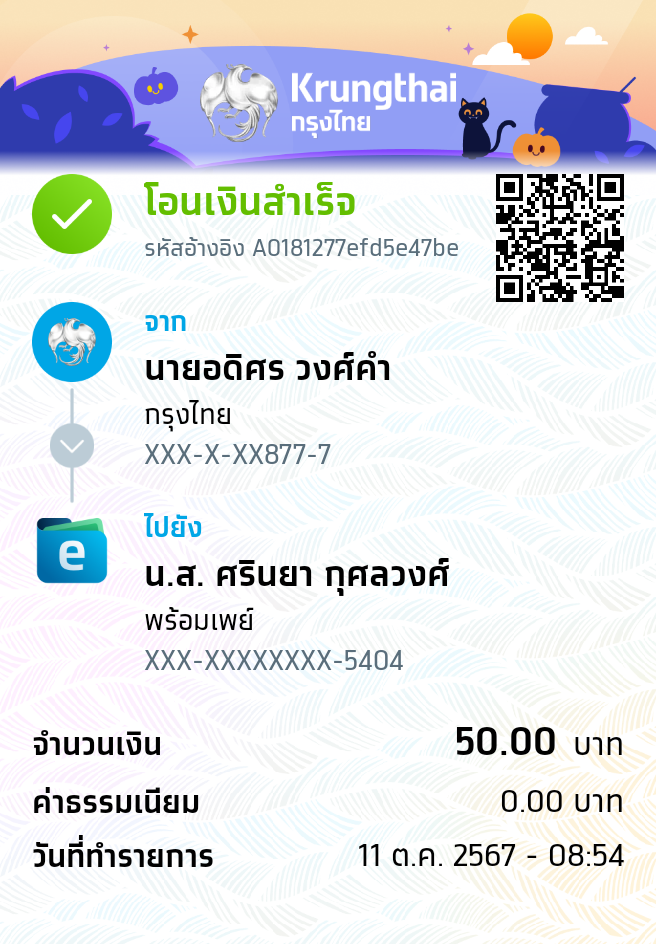 Krungthai
กรุงไทย
โอนเงินสำเร็จ
รหัสอ้างอิง A0181277efd5e47be
จาก
นายอดิศร วงศ์คำ
กรุงไทย
XXX-X-XX877-7
ไปยัง
e
น.ส. ศรินยา กุศลวงศ์
พร้อมเพย์
XXX-XXXXXXXX-5404
จำนวนเงิน 50.00 บาท
ค่าธรรมเนียม 0.00 บาท
วันที่ทำรายการ 11 ต.ค. 2567 - 08:54